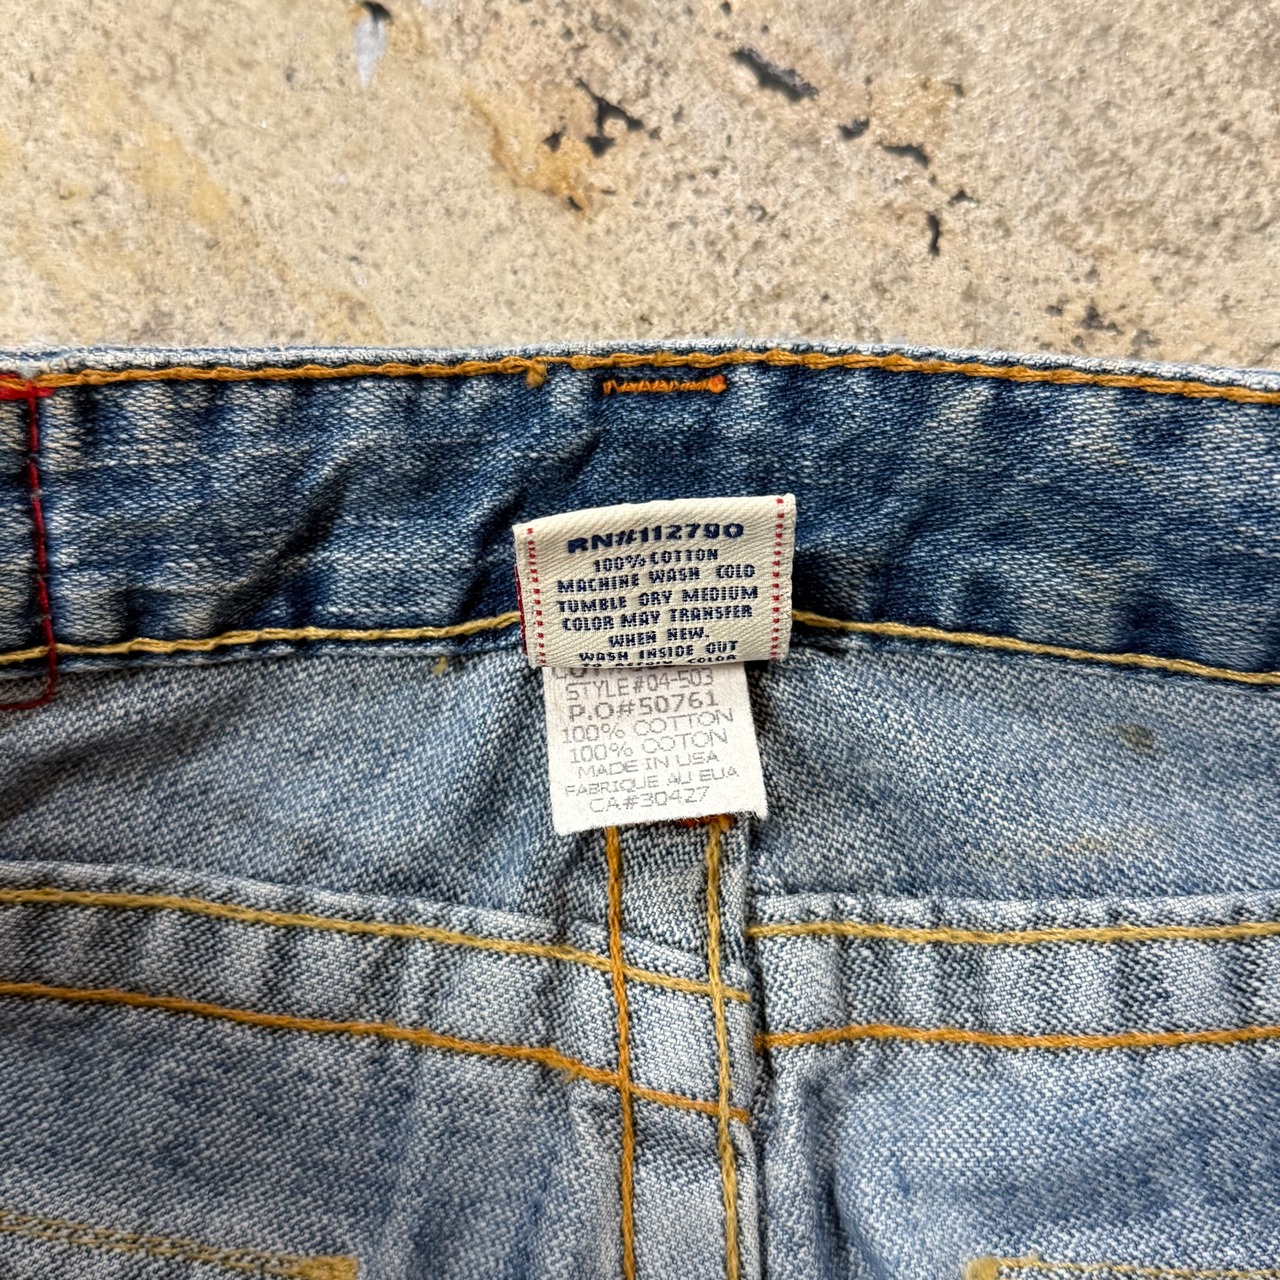 RN#112790
100% COTTON
MACHINE WASH COLD
TUMBLE DRY MEDIUM
COLOR MAY TRANSFER
WHEN NEW.
WASH INSIDE OUT
COLOR
STYLE#04-503
P.O#50761
100% COTTON
100% COTON
MADE IN USA
FABRIQUE AU EUA
CA#30427